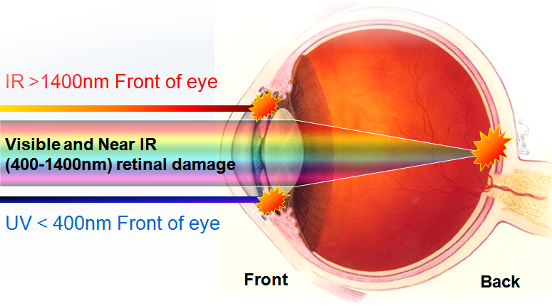 IR >1400nm Front of eye
Visible and Near IR
(400-1400nm) retinal damage
UV < 400nm Front of eye
Front
Back